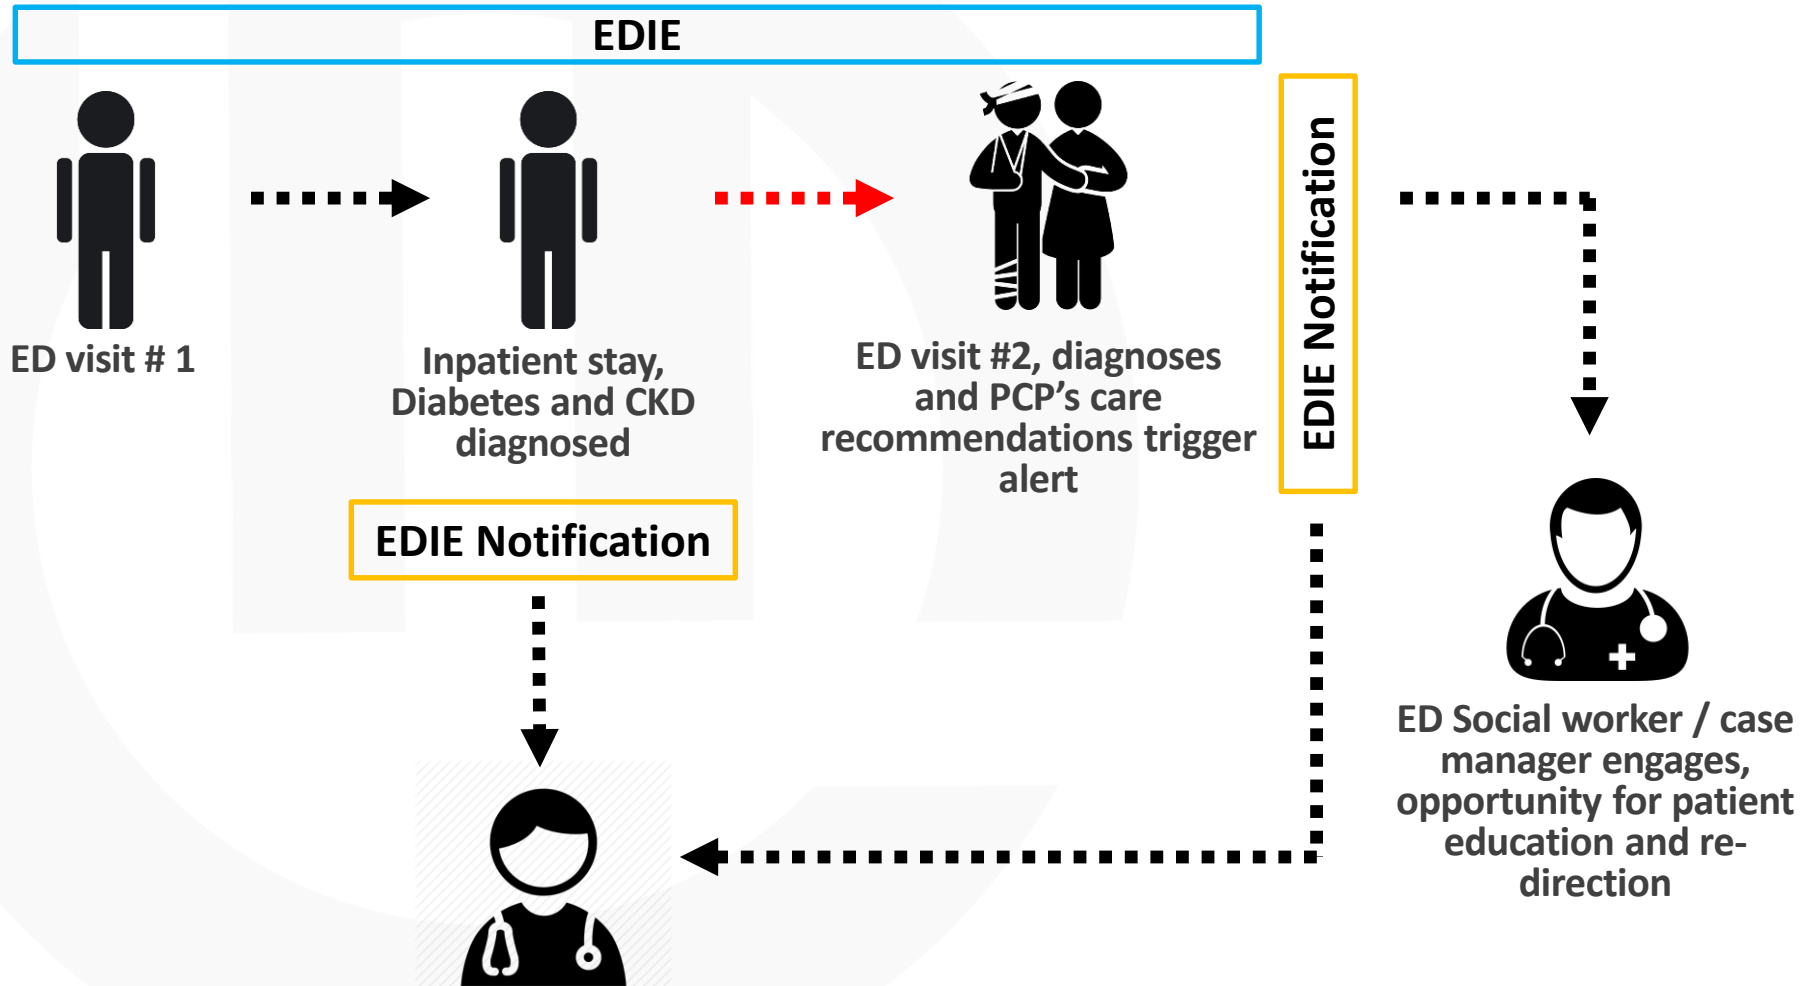 EDIE
ED visit # 1
Inpatient stay,
Diabetes and CKD
diagnosed
ED visit #2, diagnoses
and PCP’s care
recommendations trigger
alert
EDIE Notification
EDIE Notification
ED Social worker / case
manager engages,
opportunity for patient
education and re-
direction